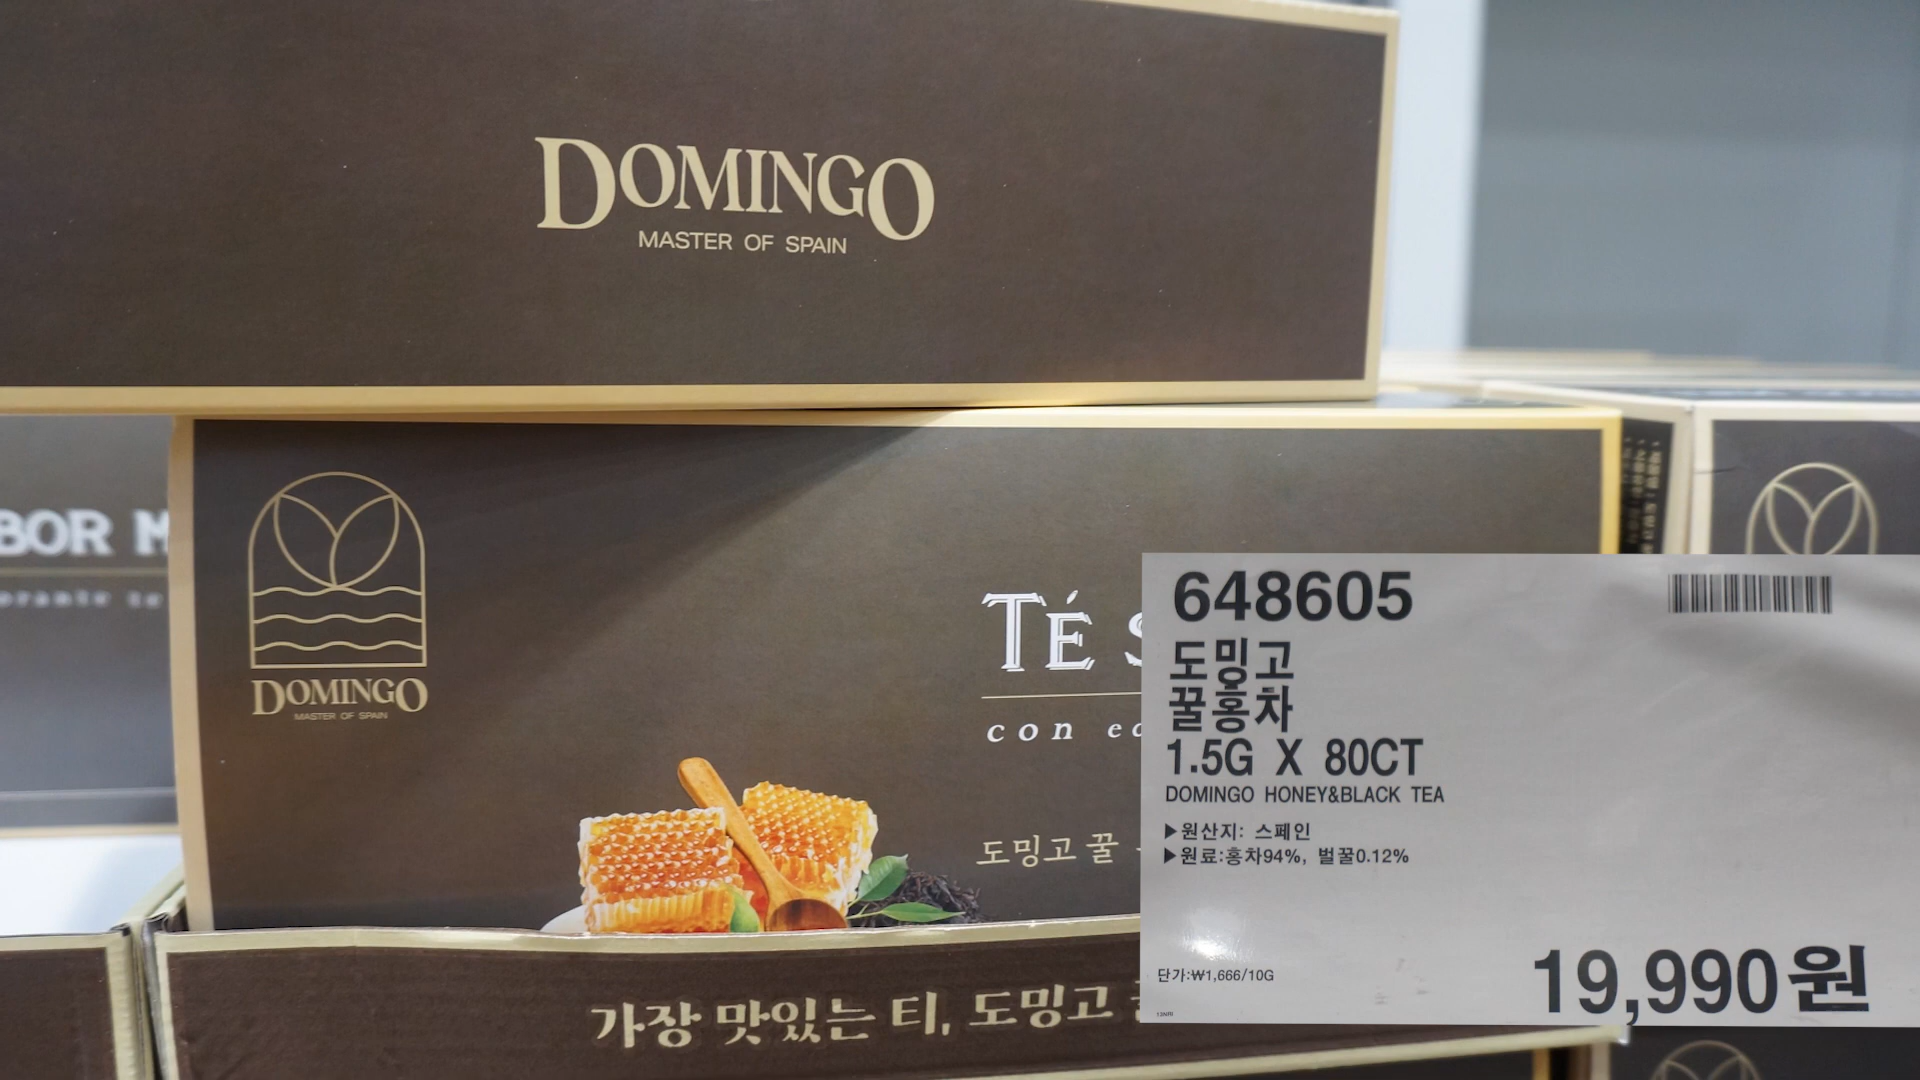 DOMINGO
MASTER OF SPAIN
BOR M
DOMINGO
MASTER OF SPAIN
TÉ S
con
도밍고 꿀
가장 맛있는 티, 도밍고
648605
도밍고
꿀홍차
1.5G X 80CT
DOMINGO HONEY&BLACK TEA
▶원산지: 스페인
▶원료:홍차94%, 벌꿀0.12%
단가:₩1,666/10G
19,990원